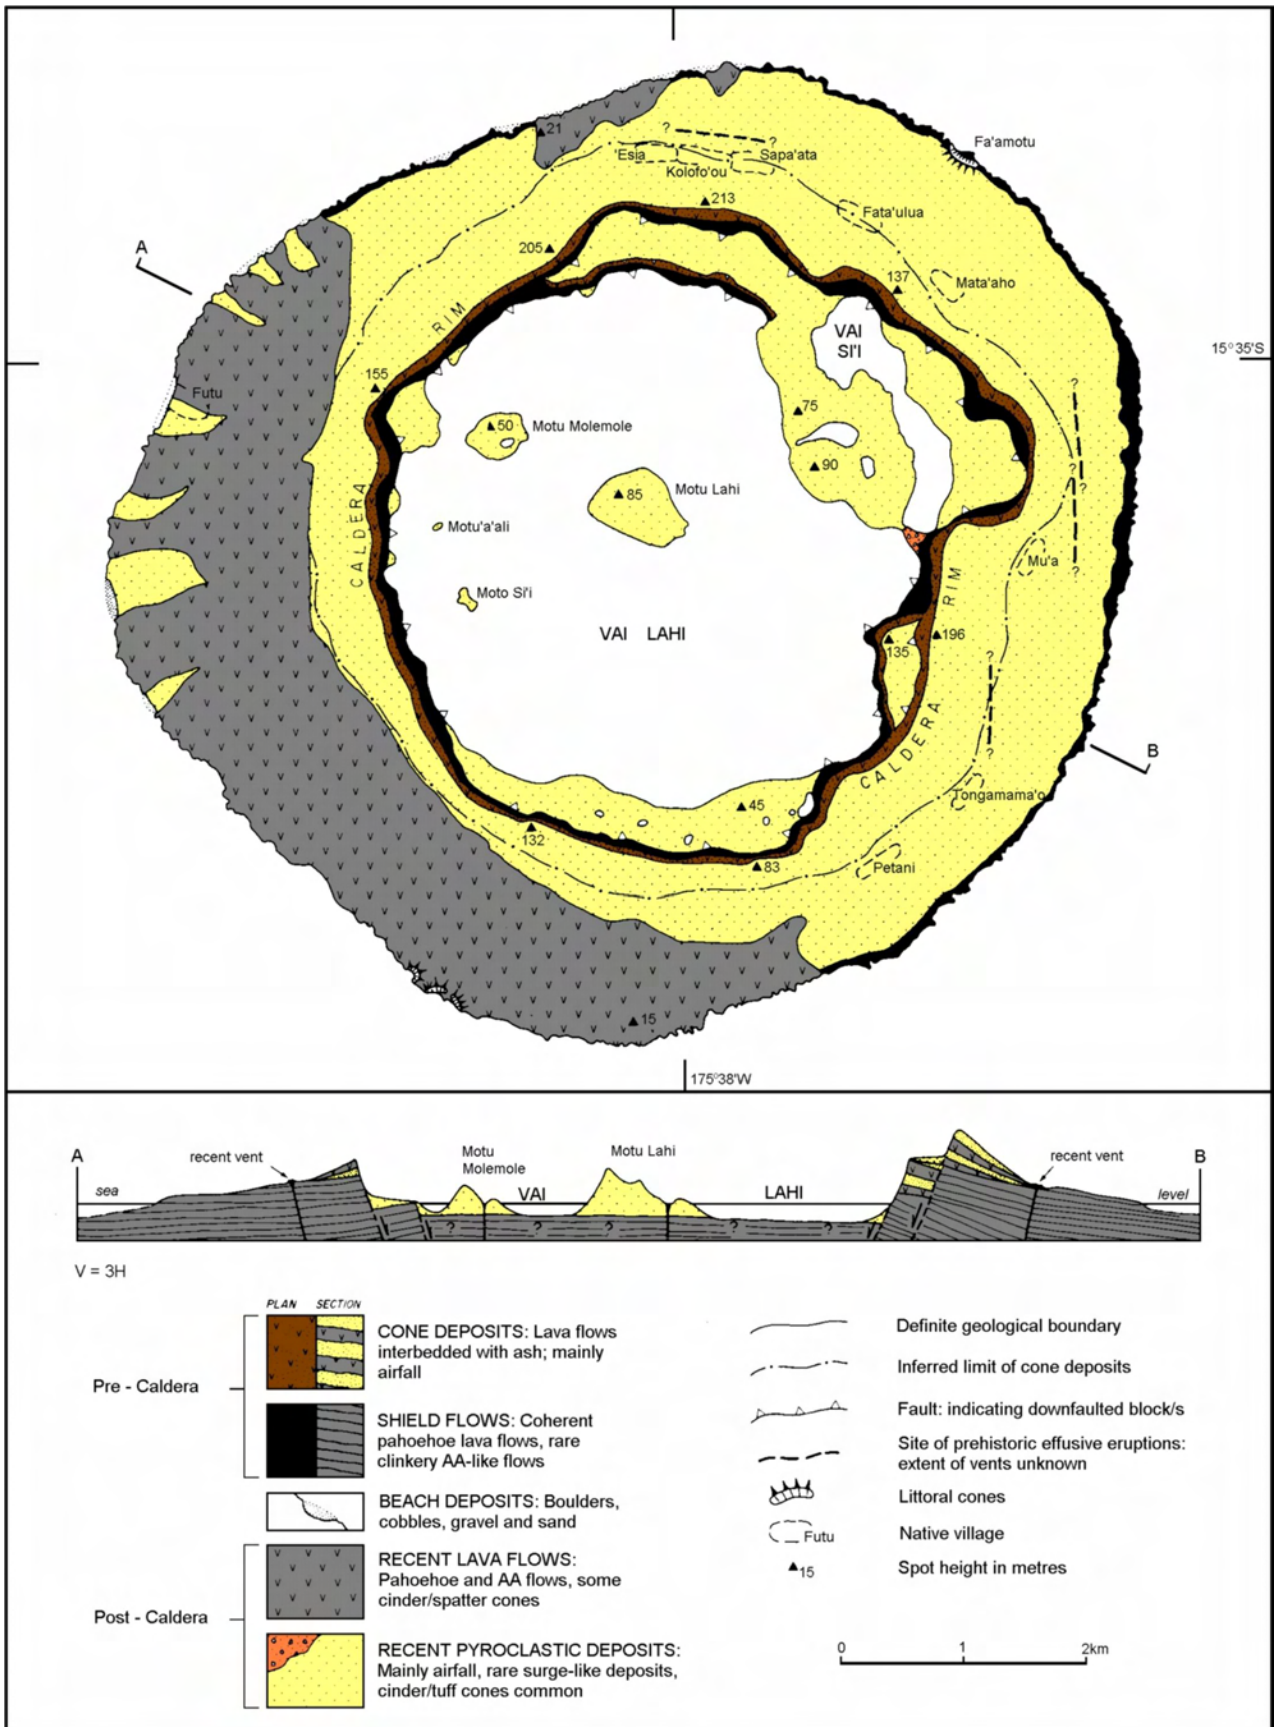 21
'Esia
Sapa'ata
Kolofo'ou
Fa'amotu
213
Fata'ulua
A
205
137
Mata'aho
RIM
VAI
SI'I
15°35'S
155
Futu
75
50
Motu Molemole
90
85
Motu Lahi
CALDERA
Motu'a'ali
Mu'a
Moto Si'i
RIM
VAI LAHI
196
135
CALDERA
B
45
Tongamama'o
132
83
Petani
15
175°38'W
A
recent vent
Motu
Molemole
Motu Lahi
recent vent
B
sea
VAI
LAHI
level
V = 3H
PLAN SECTION
Pre - Caldera
CONE DEPOSITS: Lava flows
interbedded with ash; mainly
airfall
SHIELD FLOWS: Coherent
pahoehoe lava flows, rare
clinkery AA-like flows
BEACH DEPOSITS: Boulders,
cobbles, gravel and sand
Post - Caldera
RECENT LAVA FLOWS:
Pahoehoe and AA flows, some
cinder/spatter cones
RECENT PYROCLASTIC DEPOSITS:
Mainly airfall, rare surge-like deposits,
cinder/tuff cones common
Definite geological boundary
Inferred limit of cone deposits
Fault: indicating downfaulted block/s
Site of prehistoric effusive eruptions:
extent of vents unknown
Littoral cones
Futu
Native village
15
Spot height in metres
0 1 2km